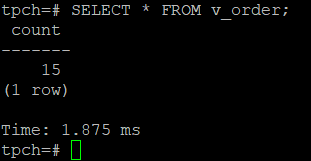 tpch=# SELECT * FROM v_order;
 count
-------
    15
(1 row)

Time: 1.875 ms
tpch=#